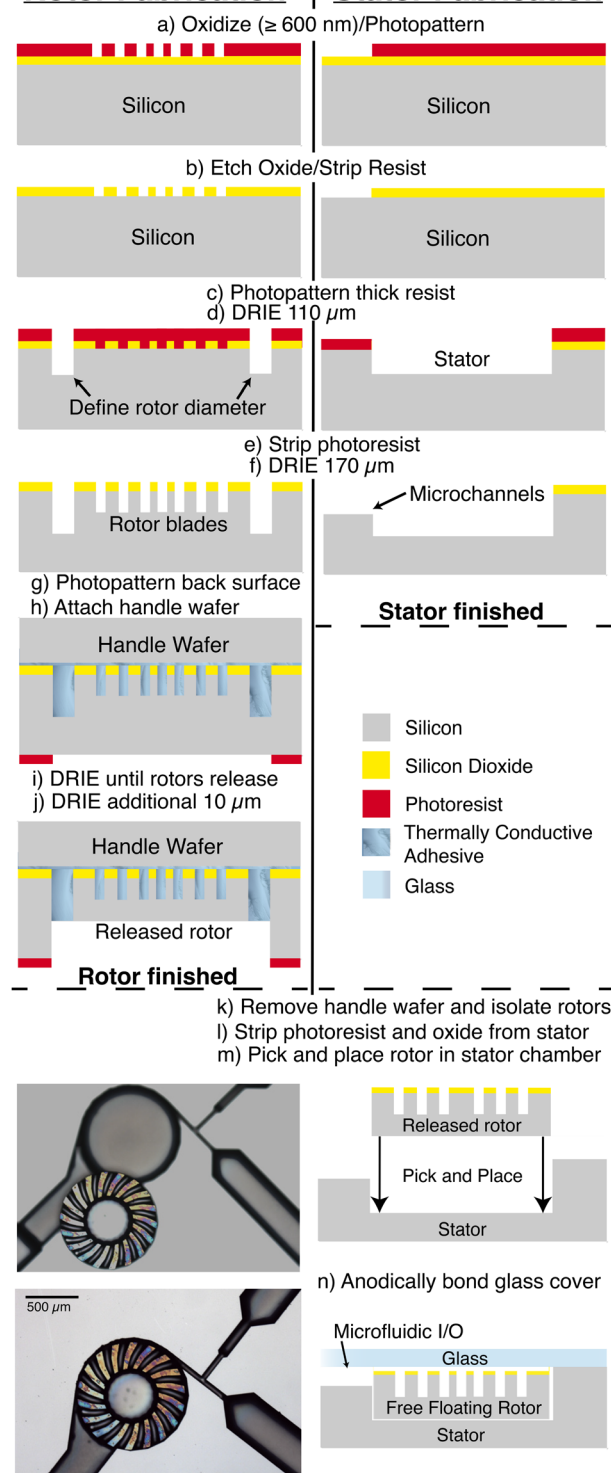 a) Oxidize (≥ 600 nm)/Photopattern
Silicon
Silicon
b) Etch Oxide/Strip Resist
Silicon
Silicon
c) Photopattern thick resist
d) DRIE 110 µm
Define rotor diameter
Stator
e) Strip photoresist
f) DRIE 170 µm
Rotor blades
Microchannels
g) Photopattern back surface
h) Attach handle wafer
Stator finished
Handle Wafer
i) DRIE until rotors release
j) DRIE additional 10 µm
Silicon
Silicon Dioxide
Photoresist
Thermally Conductive
Adhesive
Glass
Handle Wafer
Released rotor
Rotor finished
k) Remove handle wafer and isolate rotors
l) Strip photoresist and oxide from stator
m) Pick and place rotor in stator chamber
Released rotor
Pick and Place
Stator
n) Anodically bond glass cover
500 µm
Microfluidic I/O
Glass
Free Floating Rotor
Stator